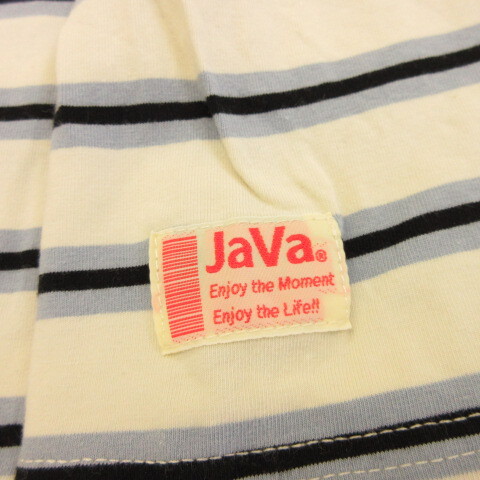 JaVa®
Enjoy the Moment
Enjoy the Life!!